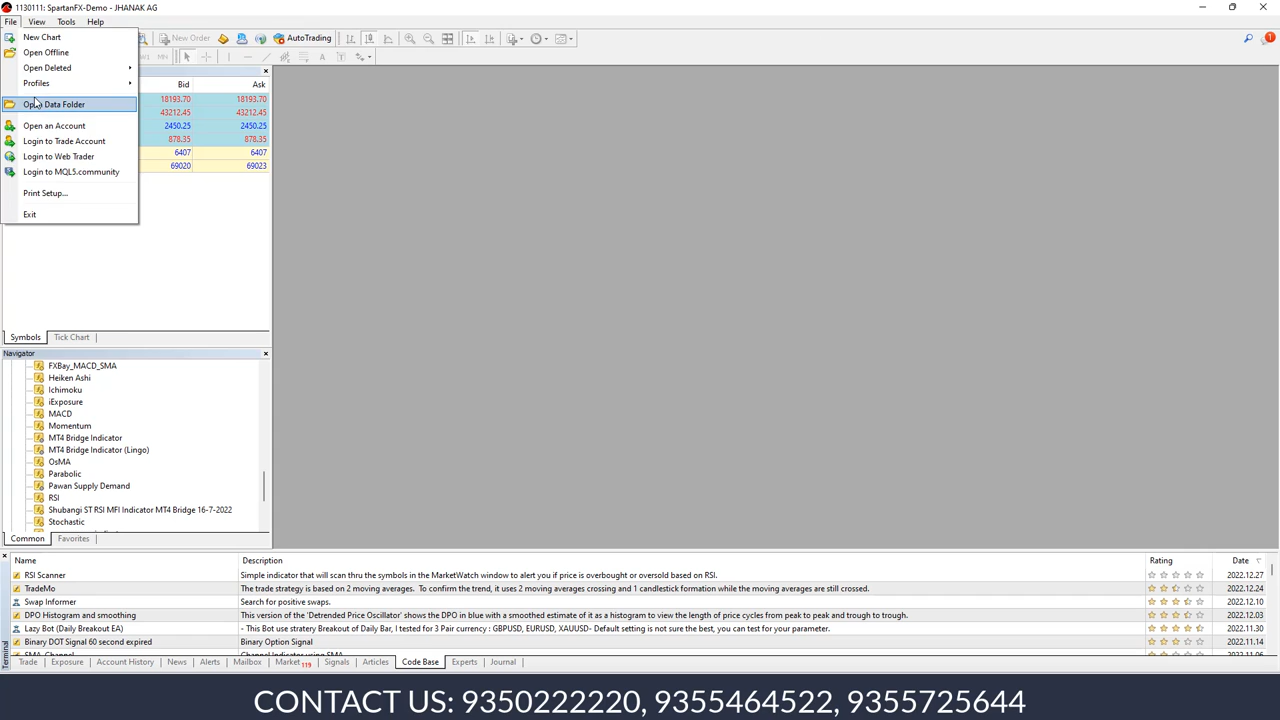 1130111: SpartanFX-Demo - JHANAK AG
File View Tools Help
New Chart
Open Offline
Open Deleted
Profiles
Open Data Folder
Open an Account
Login to Trade Account
Login to Web Trader
Login to MQL5.community
Print Setup...
Exit
New Order AutoTrading
Bid Ask
18193.70 18193.70
43212.45 43212.45
2450.25 2450.25
878.35 878.35
6407 6407
69020 69023
Symbols Tick Chart
Navigator
FXBay_MACD_SMA
Heiken Ashi
Ichimoku
iExposure
MACD
Momentum
MT4 Bridge Indicator
MT4 Bridge Indicator (Lingo)
OsMA
Parabolic
Pawan Supply Demand
RSI
Shubangi ST RSI MFI Indicator MT4 Bridge 16-7-2022
Stochastic
Common Favorites
Name Description Rating Date
RSI Scanner Simple indicator that will scan thru the symbols in the MarketWatch window to alert you if price is overbought or oversold based on RSI. 2022.12.27
TradeMo The trade strategy is based on 2 moving averages. To confirm the trend, it uses 2 moving averages crossing and 1 candlestick formation while the moving averages are still crossed. 2022.12.24
Swap Informer Search for positive swaps. 2022.12.10
DPO Histogram and smoothing This version of the 'Detrended Price Oscillator' shows the DPO in blue with a smoothed estimate of it as a histogram to view the length of price cycles from peak to peak and trough to trough. 2022.12.03
Lazy Bot (Daily Breakout EA) - This Bot use stratery Breakout of Daily Bar, I tested for 3 Pair currency : GBPUSD, EURUSD, XAUUSD- Default setting is not sure the best, you can test for your parameter. 2022.11.30
Binary DOT Signal 60 second expired Binary Option Signal 2022.11.14
Terminal
Trade Exposure Account History News Alerts Mailbox Market 119 Signals Articles Code Base Experts Journal
CONTACT US: 9350222220, 9355464522, 9355725644